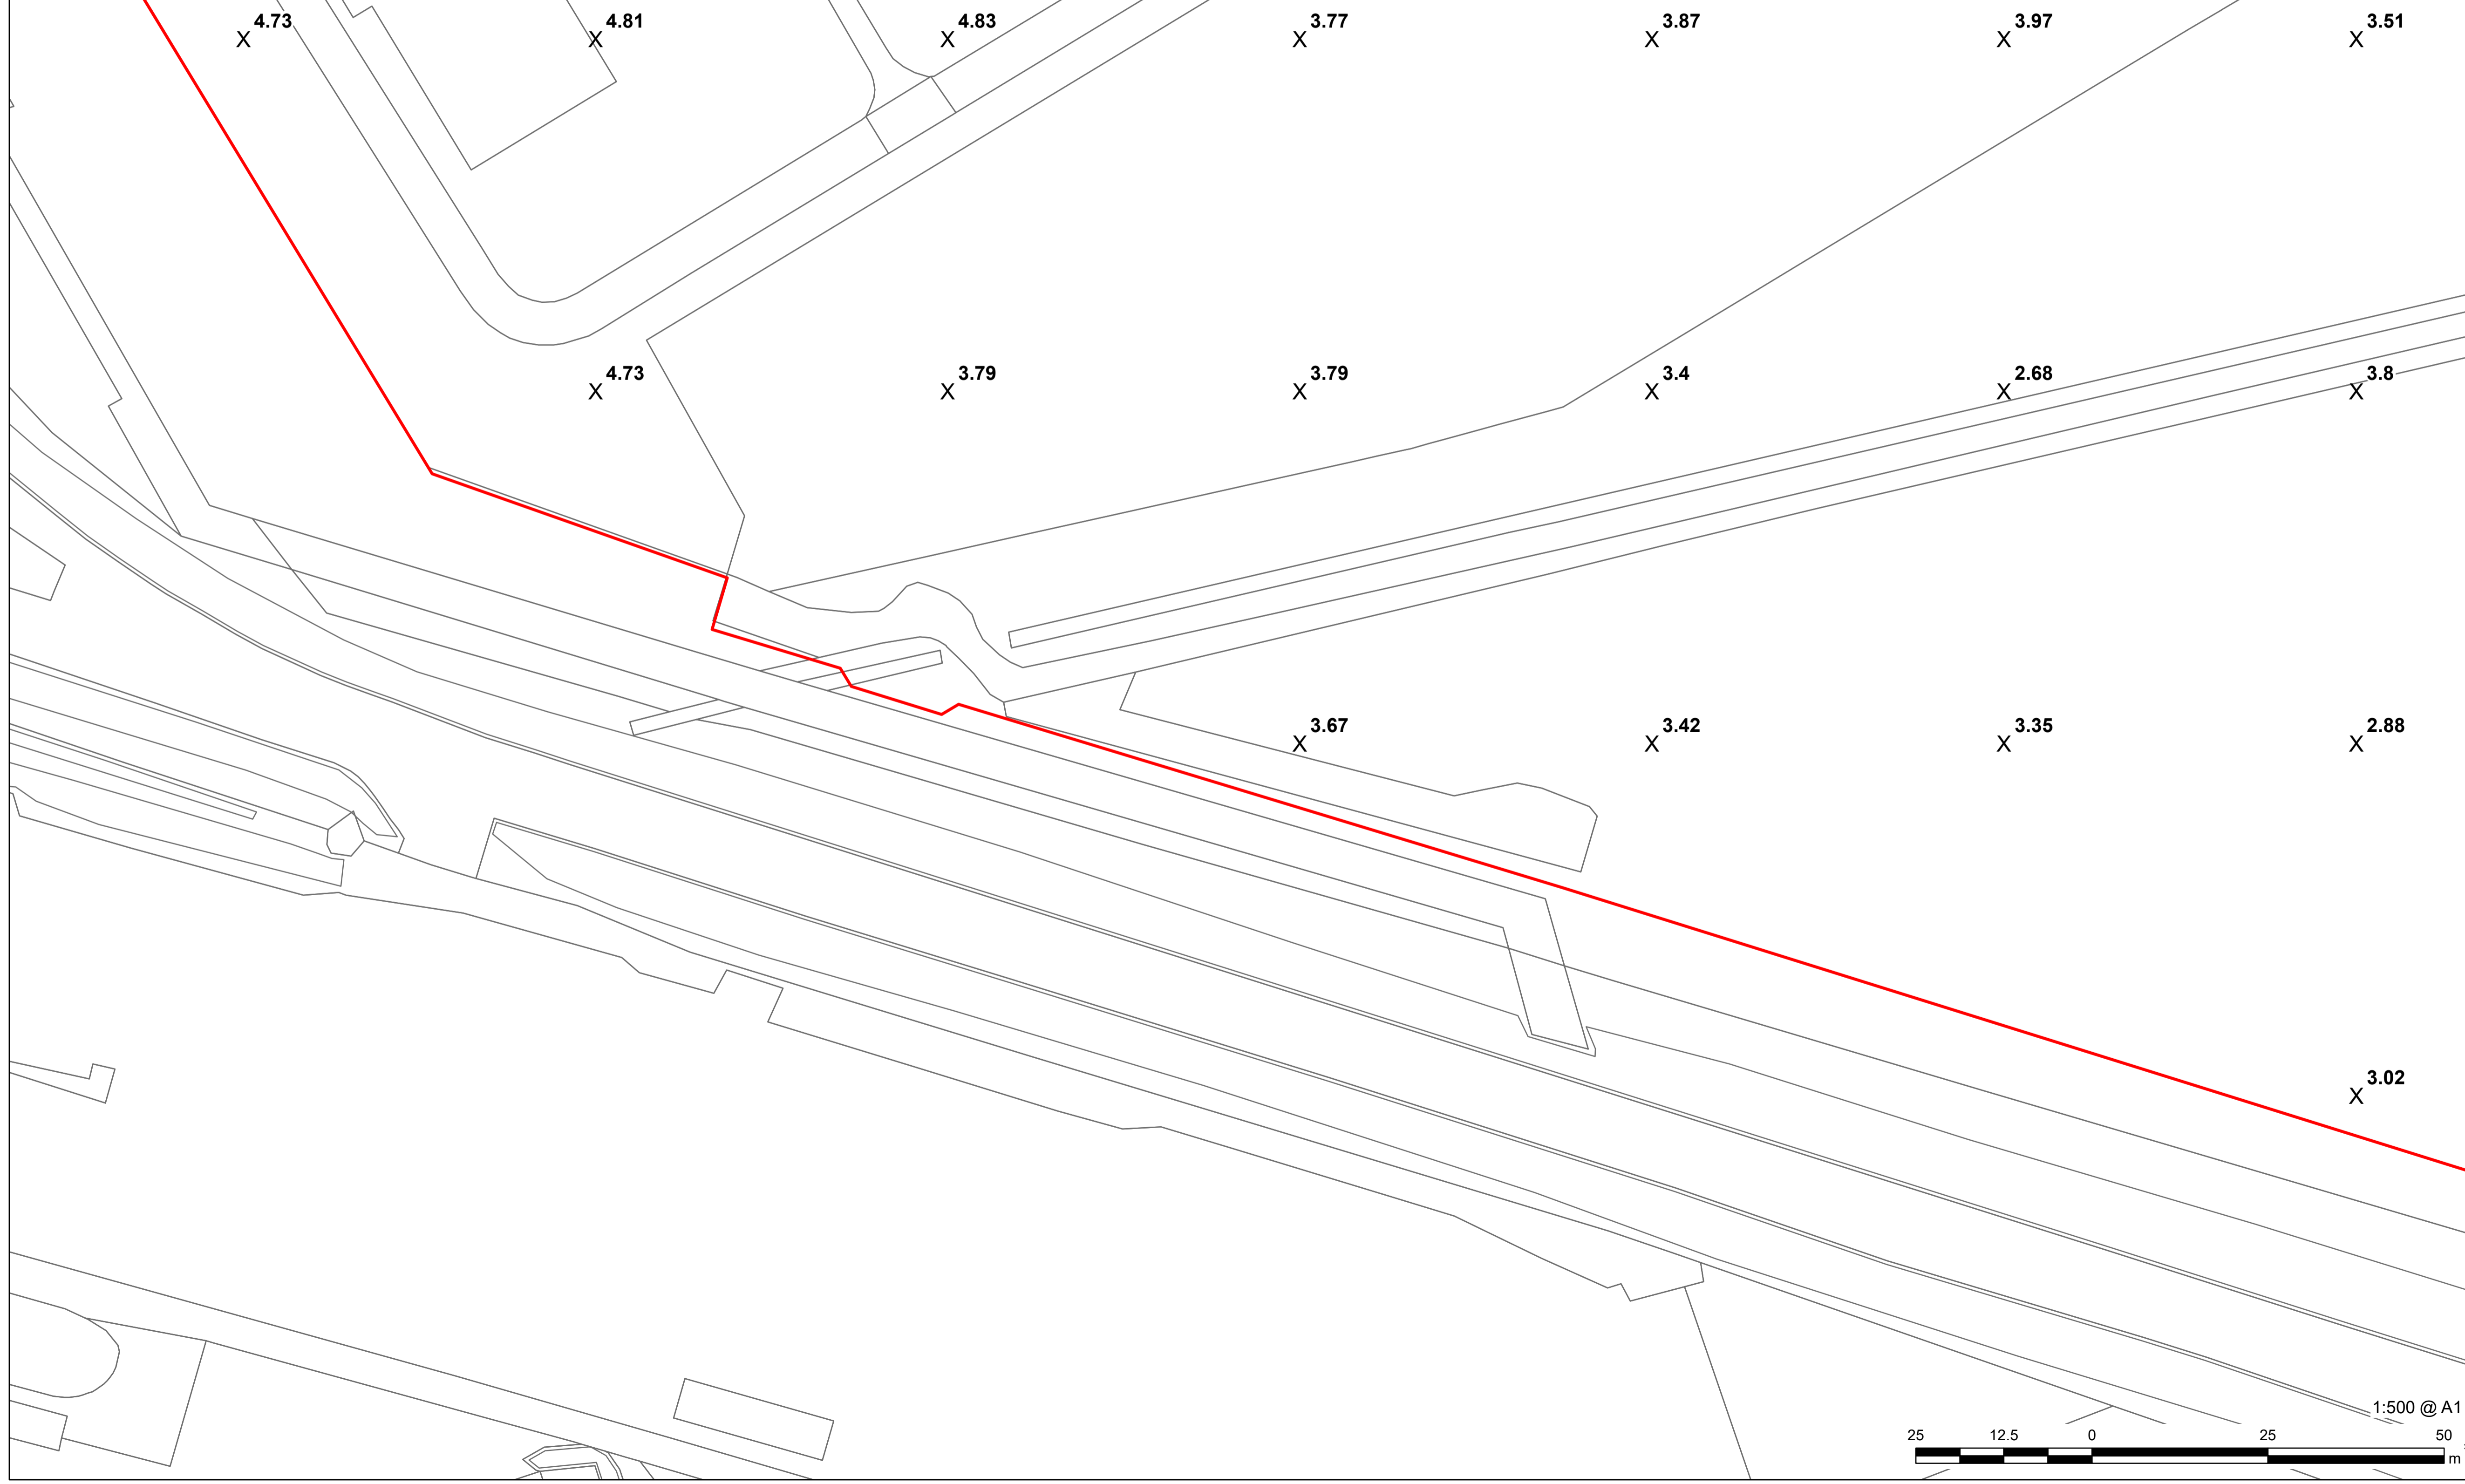 4.73 4.81 4.83 3.77 3.87 3.97 3.51
X X X X X X X
4.73 3.79 3.79 3.4 2.68 3.8
X X X X X X
3.67 3.42 3.35 2.88
X X X X
3.02
X
1:500 @ A1
25 12.5 0 25 50
m